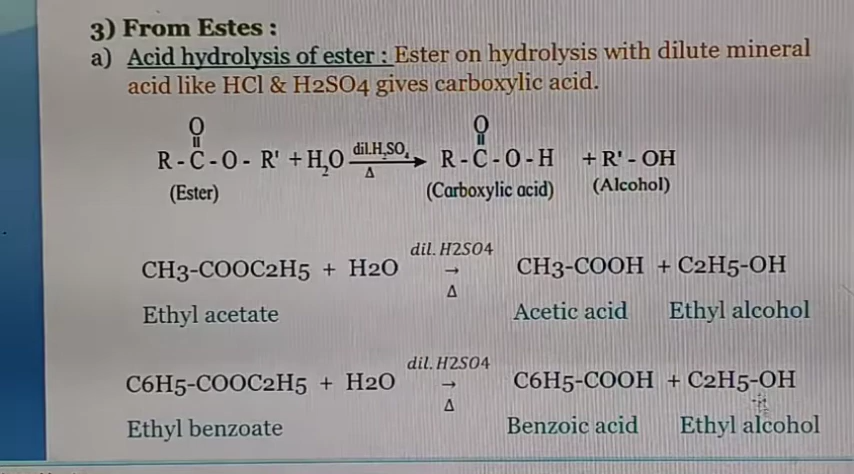 3) From Estes :
a) Acid hydrolysis of ester : Ester on hydrolysis with dilute mineral
acid like HCl & H2SO4 gives carboxylic acid.
O O
R - C - O - R' + H₂O dil.H₂SO₄ → R - C - O - H + R' - OH
Δ
(Ester) (Carboxylic acid) (Alcohol)
dil. H2SO4
CH3-COOC2H5 + H2O → CH3-COOH + C2H5-OH
Δ
Ethyl acetate Acetic acid Ethyl alcohol
dil. H2SO4
C6H5-COOC2H5 + H2O → C6H5-COOH + C2H5-OH
Δ
Ethyl benzoate Benzoic acid Ethyl alcohol